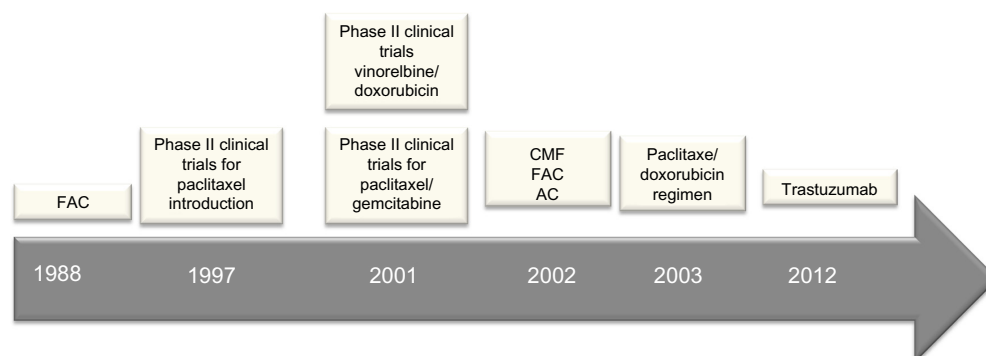 Phase II clinical
trials
vinorelbine/
doxorubicin
FAC
Phase II clinical
trials for
paclitaxel
introduction
Phase II clinical
trials for
paclitaxel/
gemcitabine
CMF
FAC
AC
Paclitaxe/
doxorubicin
regimen
Trastuzumab
1988
1997
2001
2002
2003
2012